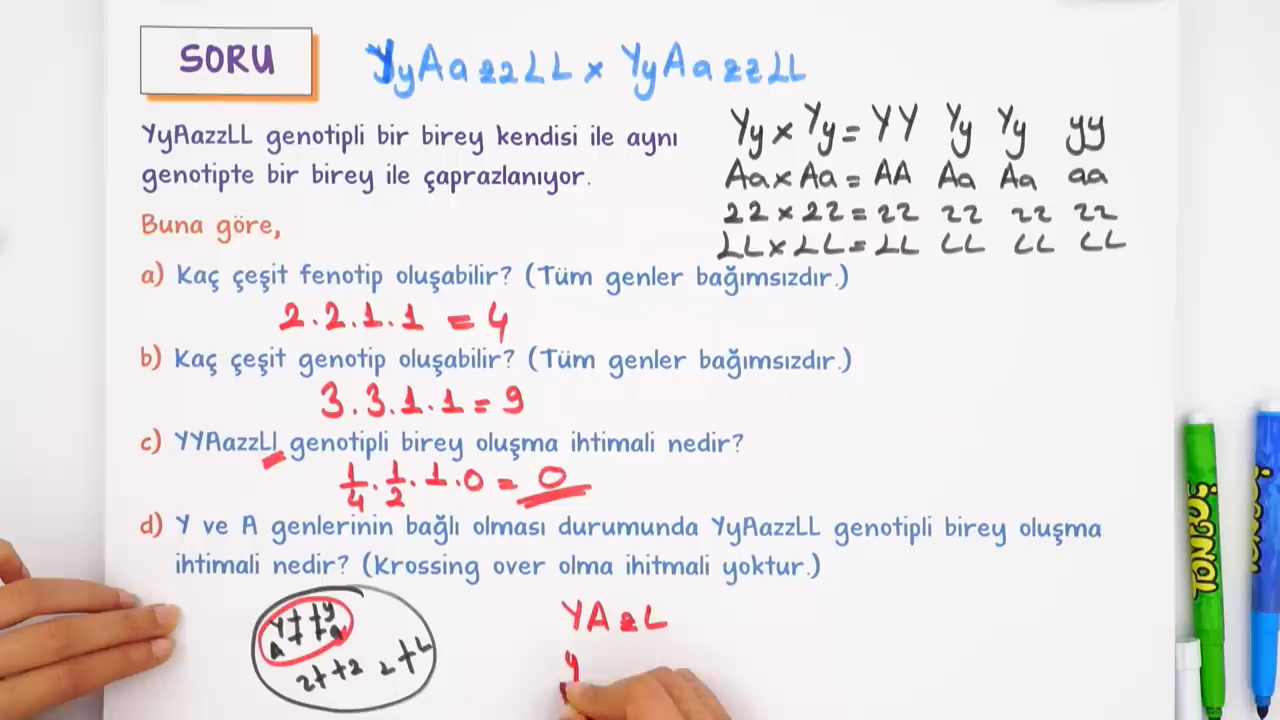 SORU
YyAazzLL x YyAazzLL
YyAazzLL genotipli bir birey kendisi ile aynı
genotipte bir birey ile çaprazlanıyor.
Yy x Yy = YY Yy Yy yy
Aa x Aa = AA Aa Aa aa
zz x zz = zz zz zz zz
LL x LL = LL LL LL LL
Buna göre,
a) Kaç çeşit fenotip oluşabilir? (Tüm genler bağımsızdır.)
2.2.1.1 = 4
b) Kaç çeşit genotip oluşabilir? (Tüm genler bağımsızdır.)
3.3.1.1 = 9
c) YYAazzLl genotipli birey oluşma ihtimali nedir?
1/4 . 1/2 . 1 . 0 = 0
d) Y ve A genlerinin bağlı olması durumunda YyAazzLL genotipli birey oluşma
ihtimali nedir? (Krossing over olma ihitmali yoktur.)
Y y
A a
z z L L
YAzL
y
TONGUÇ
TONGUÇ